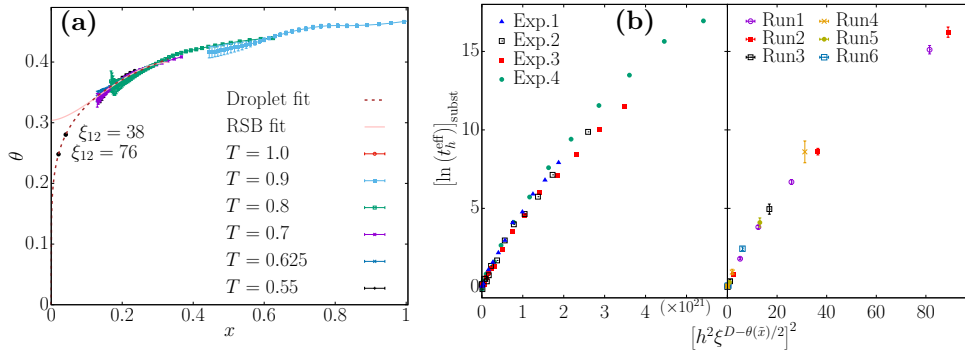 (a)
θ
0.4
0.3
0.2
0.1
0
0
0.2
0.4
0.6
0.8
1
x
ξ₁₂ = 38
ξ₁₂ = 76
Droplet fit
RSB fit
T = 1.0
T = 0.9
T = 0.8
T = 0.7
T = 0.625
T = 0.55
(b)
[ln (t_h^eff)]_subst
15
10
5
0
Exp.1
Exp.2
Exp.3
Exp.4
0 1 2 3 4 (×10²¹)
Run1 Run4
Run2 Run5
Run3 Run6
0 20 40 60 80 100
[h²ξ^{D−θ(x̃)/2}]²